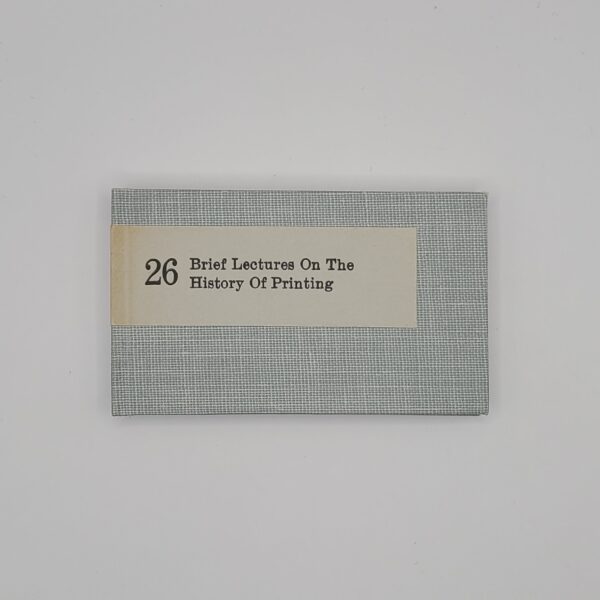 26 Brief Lectures On The
History Of Printing